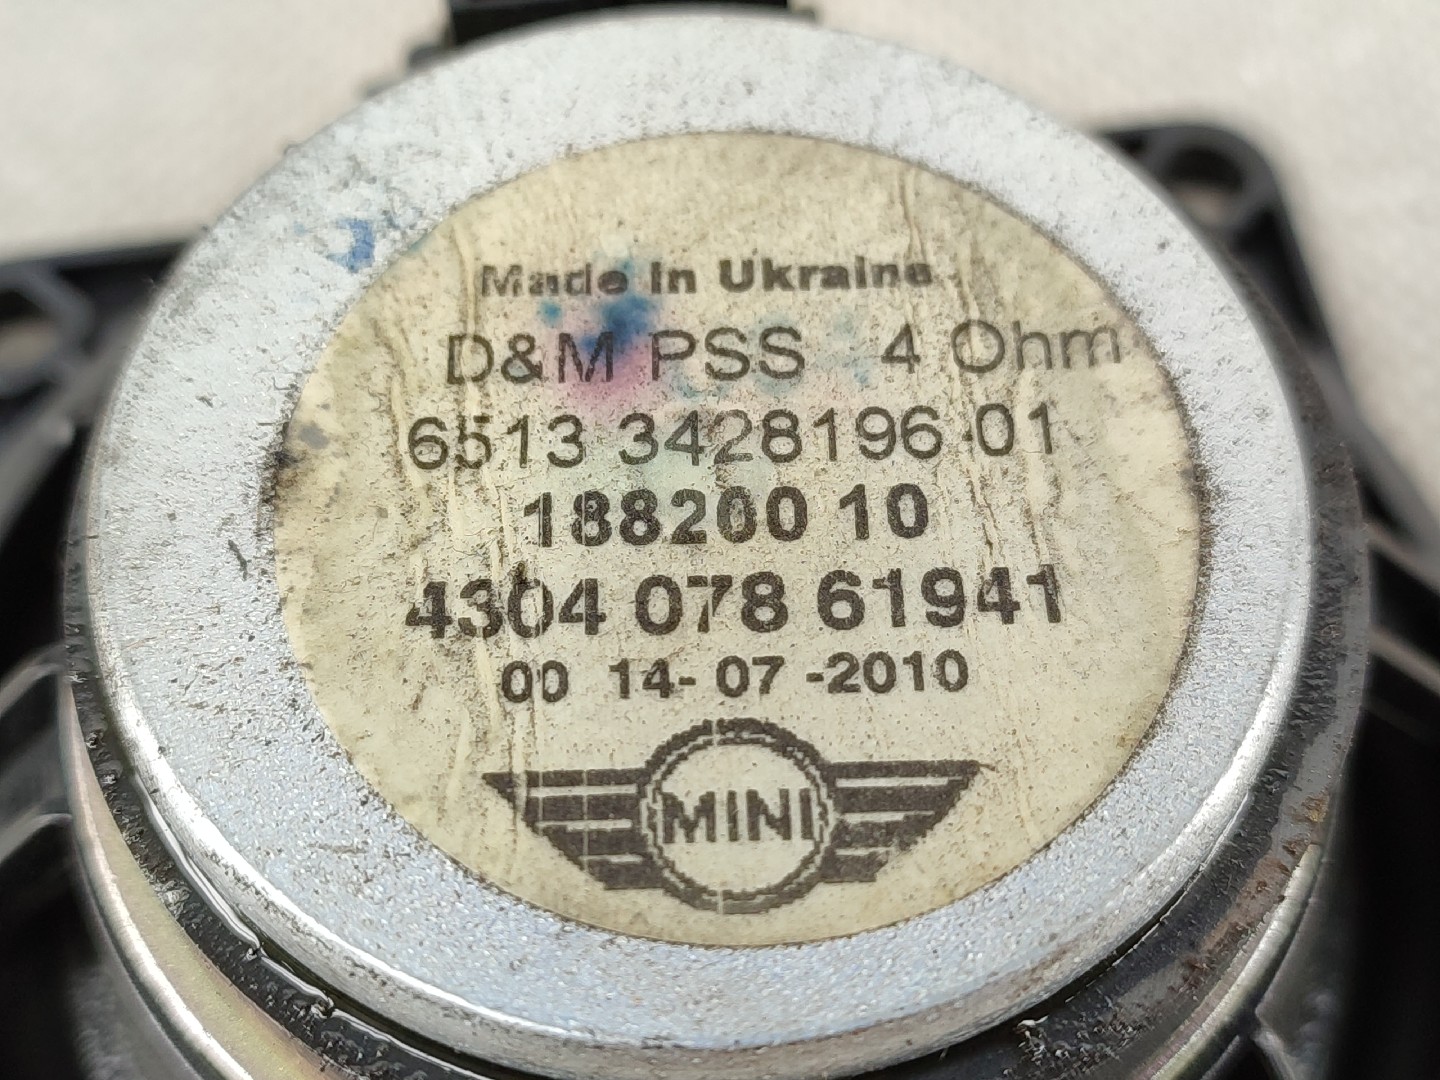 Made in Ukraine
D&M PSS 4 Ohm
6513 3428196 01
188200 10
4304 078 61941
00 14-07-2010
MINI